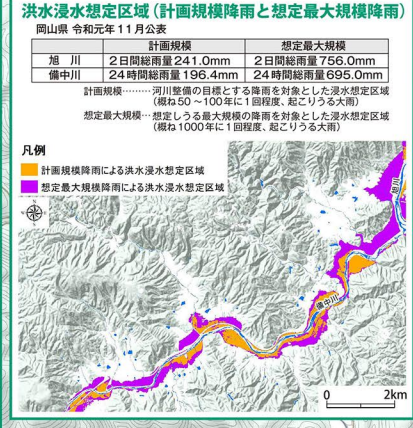 洪水浸水想定区域（計画規模降雨と想定最大規模降雨）
岡山県 令和元年11月公表
計画規模 想定最大規模
旭 川 2日間総雨量241.0mm 2日間総雨量756.0mm
備中川 24時間総雨量196.4mm 24時間総雨量695.0mm
計画規模………河川整備の目標とする降雨を対象とした浸水想定区域
（概ね50～100年に1回程度、起こりうる大雨）
想定最大規模…想定しうる最大規模の降雨を対象とした浸水想定区域
（概ね1000年に1回程度、起こりうる大雨）
凡例
計画規模降雨による洪水浸水想定区域
想定最大規模降雨による洪水浸水想定区域
旭川
備中川
0 2km